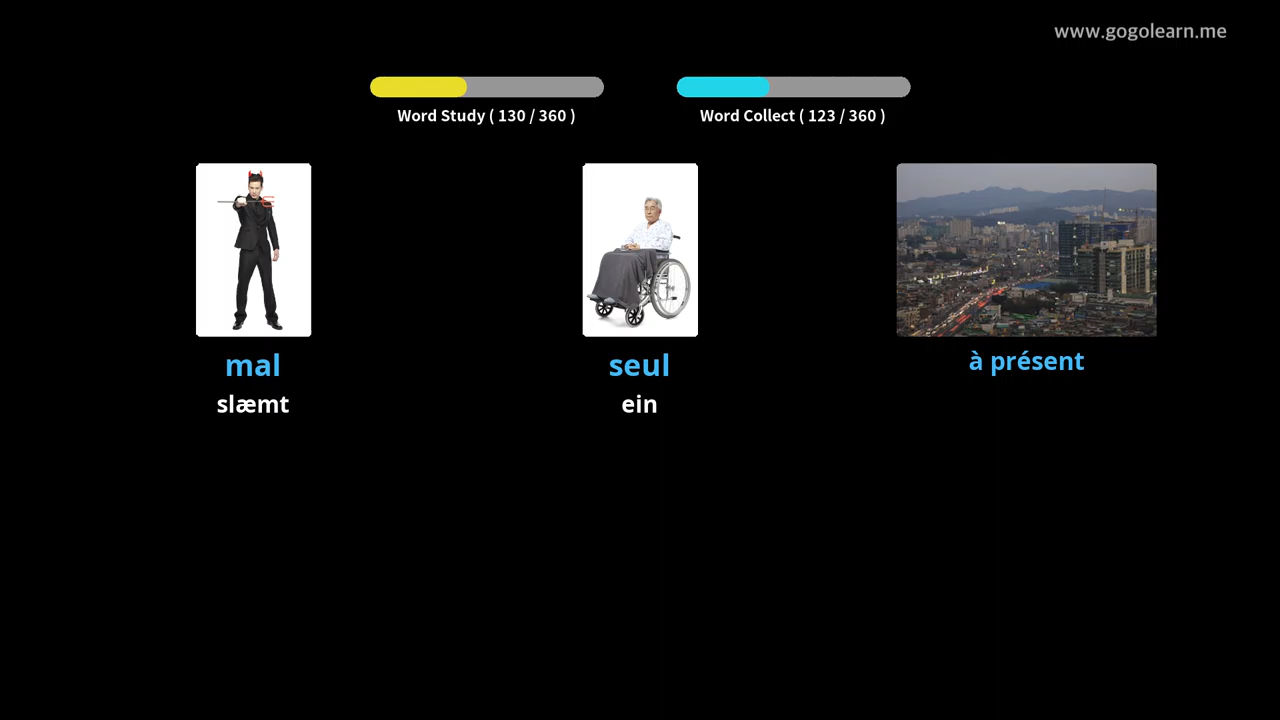 www.gogolearn.me
Word Study ( 130 / 360 )
Word Collect ( 123 / 360 )
mal
slæmt
seul
ein
à présent